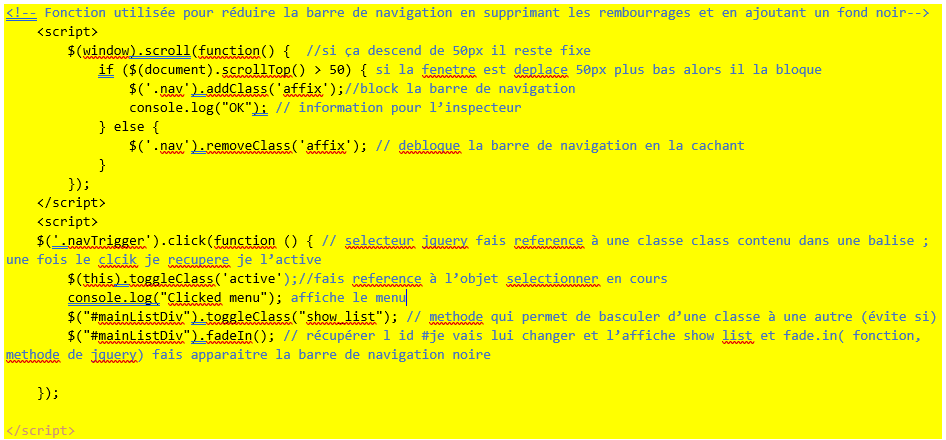 <!-- Fonction utilisée pour réduire la barre de navigation en supprimant les rembourrages et en ajoutant un fond noir-->
<script>
$(window).scroll(function() {  //si ça descend de 50px il reste fixe
if ($(document).scrollTop() > 50) { si la fenetre est deplace 50px plus bas alors il la bloque
$('.nav').addClass('affix');//block la barre de navigation
console.log("OK"); // information pour l’inspecteur
} else {
$('.nav').removeClass('affix'); // debloque la barre de navigation en la cachant
}
});
</script>
<script>
$('.navTrigger').click(function () { // selecteur jquery fais reference à une classe class contenu dans une balise ;
une fois le clcik je recupere je l’active
$(this).toggleClass('active');//fais reference à l’objet selectionner en cours
console.log("Clicked menu"); affiche le menu
$("#mainListDiv").toggleClass("show_list"); // methode qui permet de basculer d’une classe à une autre (évite si)
$("#mainListDiv").fadeIn(); // récupérer l id #je vais lui changer et l’affiche show list et fade.in( fonction,
methode de jquery) fais apparaitre la barre de navigation noire
});
</script>